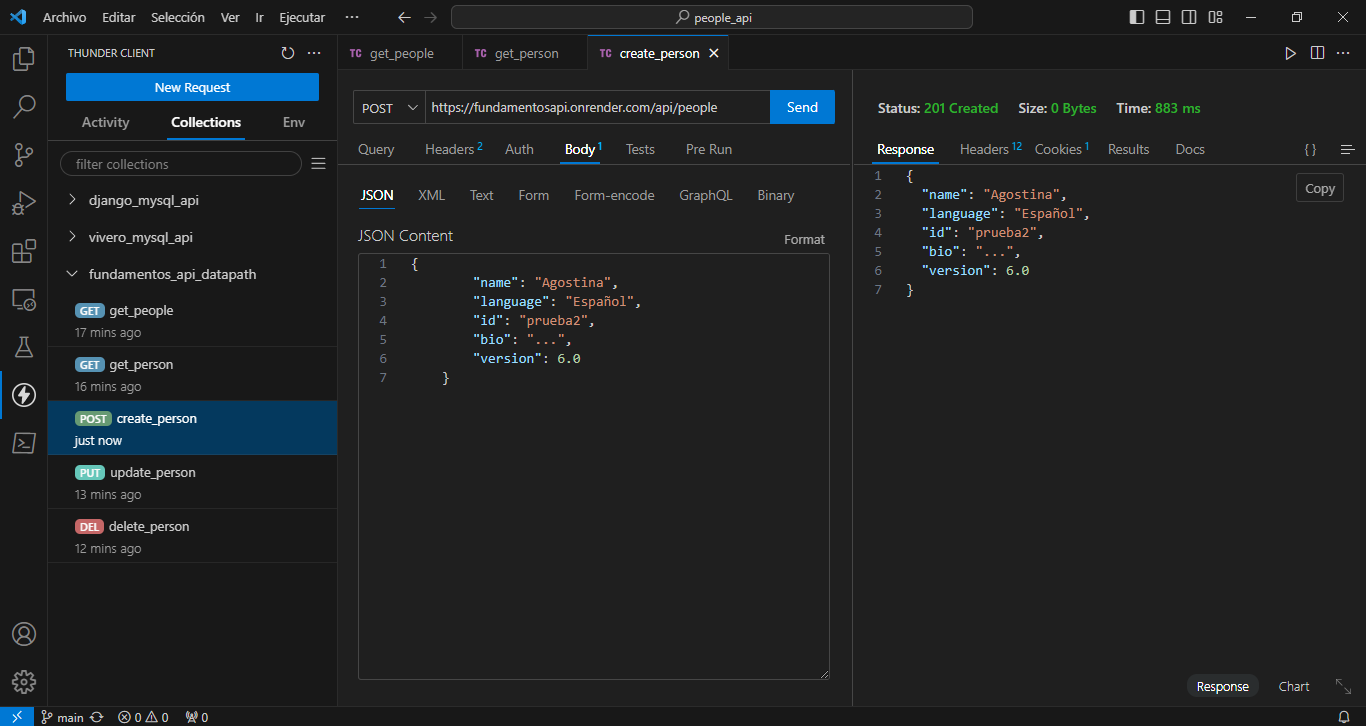 Archivo Editar Selección Ver Ir Ejecutar ··· people_api
THUNDER CLIENT ···
New Request
Activity Collections Env
filter collections
django_mysql_api
vivero_mysql_api
fundamentos_api_datapath
GET get_people
17 mins ago
GET get_person
16 mins ago
POST create_person
just now
PUT update_person
13 mins ago
DEL delete_person
12 mins ago
TC get_people TC get_person TC create_person
POST https://fundamentosapi.onrender.com/api/people Send
Query Headers 2 Auth Body 1 Tests Pre Run
JSON XML Text Form Form-encode GraphQL Binary
JSON Content Format
1 {
2 "name": "Agostina",
3 "language": "Español",
4 "id": "prueba2",
5 "bio": "...",
6 "version": 6.0
7 }
Status: 201 Created Size: 0 Bytes Time: 883 ms
Response Headers 12 Cookies 1 Results Docs { }
Copy
1 {
2 "name": "Agostina",
3 "language": "Español",
4 "id": "prueba2",
5 "bio": "...",
6 "version": 6.0
7 }
Response Chart
main 0 0 0